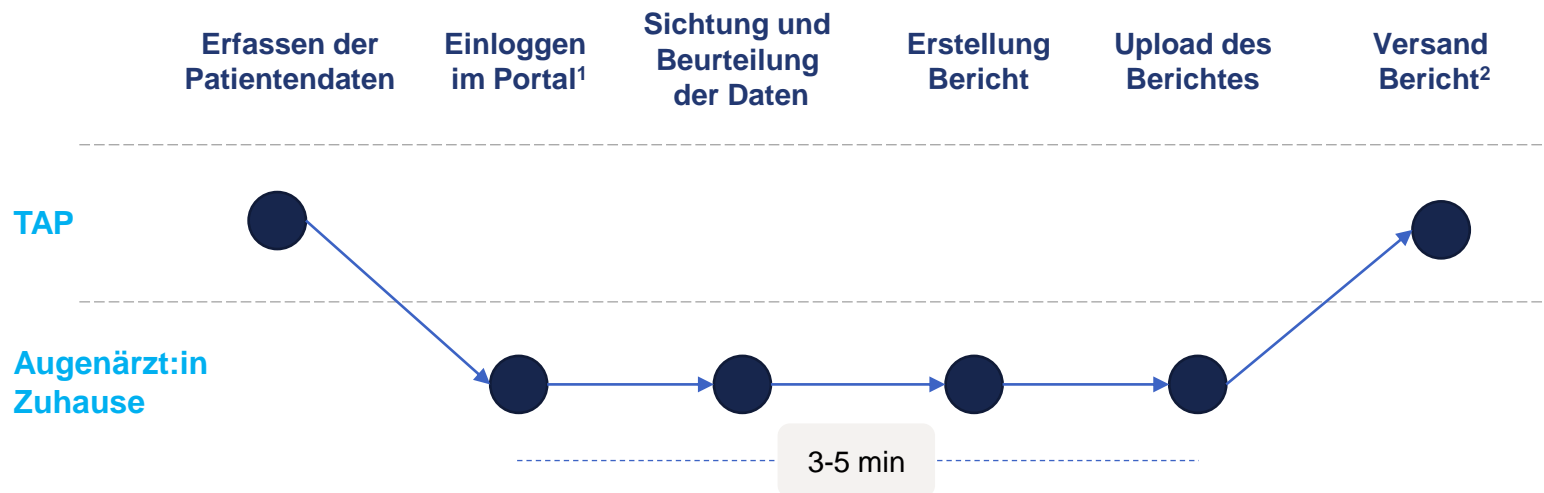 Erfassen der
Patientendaten
Einloggen
im Portal¹
Sichtung und
Beurteilung
der Daten
Erstellung
Bericht
Upload des
Berichtes
Versand
Bericht²
TAP
Augenärzt:in
Zuhause
3-5 min